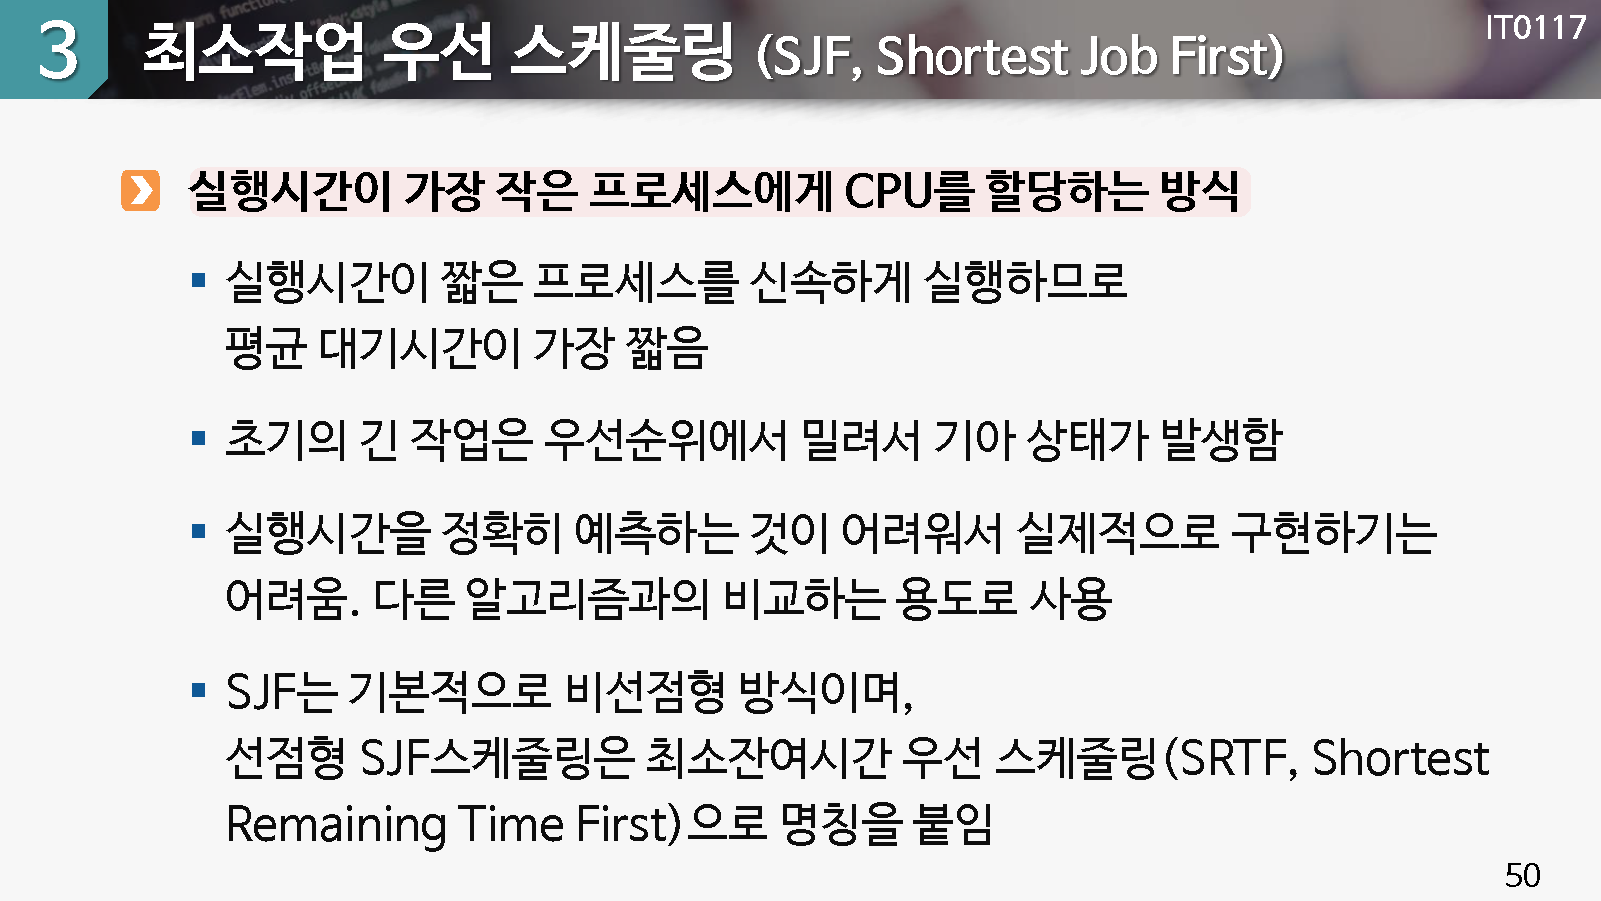 3 최소작업 우선 스케줄링 (SJF, Shortest Job First)
IT0117
실행시간이 가장 작은 프로세스에게 CPU를 할당하는 방식
▪ 실행시간이 짧은 프로세스를 신속하게 실행하므로
평균 대기시간이 가장 짧음
▪ 초기의 긴 작업은 우선순위에서 밀려서 기아 상태가 발생함
▪ 실행시간을 정확히 예측하는 것이 어려워서 실제적으로 구현하기는
어려움. 다른 알고리즘과의 비교하는 용도로 사용
▪ SJF는 기본적으로 비선점형 방식이며,
선점형 SJF스케줄링은 최소잔여시간 우선 스케줄링(SRTF, Shortest
Remaining Time First)으로 명칭을 붙임
50